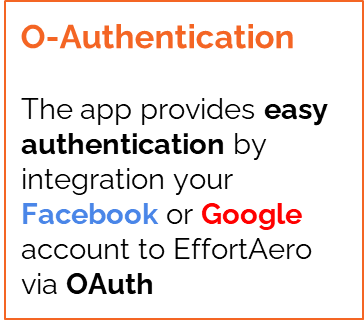 O-Authentication
The app provides easy
authentication by
integration your
Facebook or Google
account to EffortAero
via OAuth